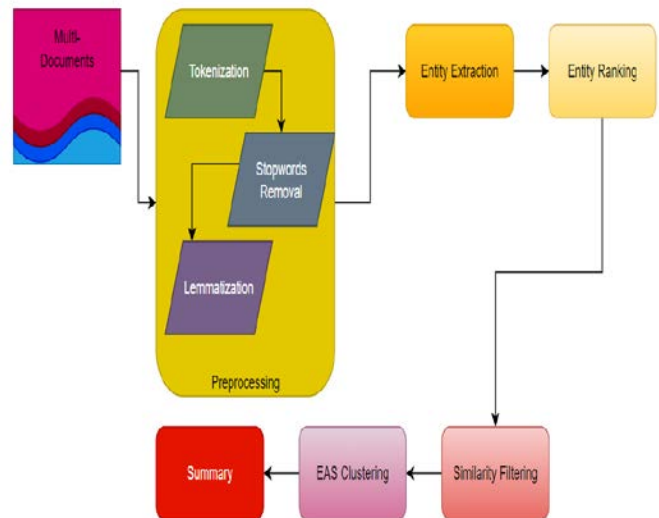 Multi-
Documents
Tokenization
Stopwords
Removal
Lemmatization
Preprocessing
Entity Extraction
Entity Ranking
Similarity Filtering
EAS Clustering
Summary